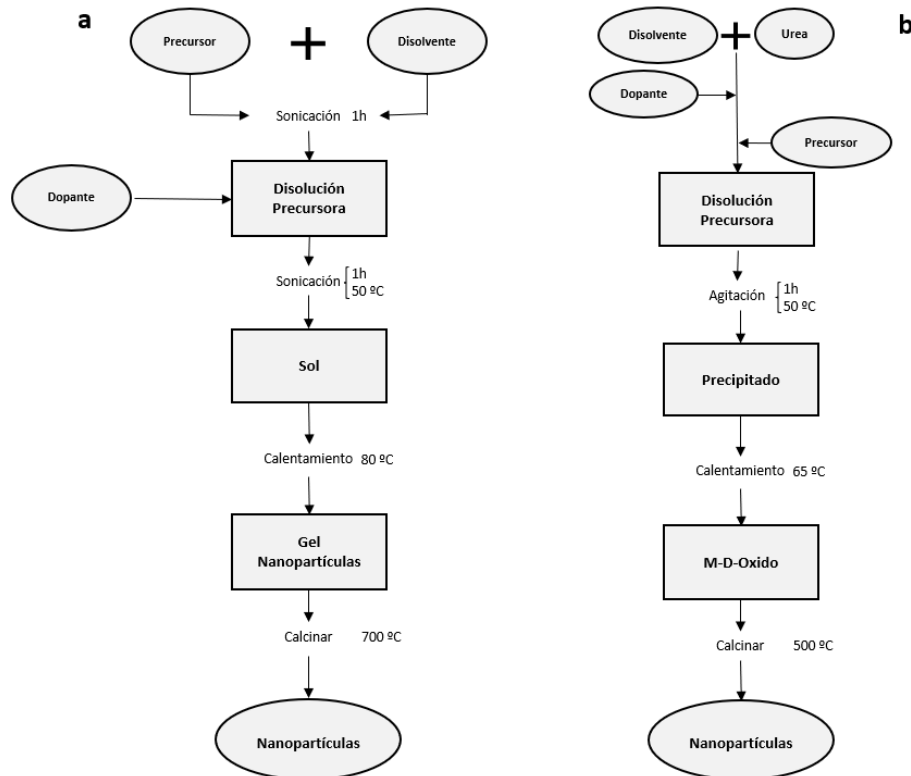 a
Precursor
+
Disolvente
Sonicación 1h
Dopante
Disolución
Precursora
Sonicación
1h
50 ºC
Sol
Calentamiento 80 ºC
Gel
Nanopartículas
Calcinar 700 ºC
Nanopartículas
b
Disolvente
+
Urea
Dopante
Precursor
Disolución
Precursora
Agitación
1h
50 ºC
Precipitado
Calentamiento 65 ºC
M-D-Oxido
Calcinar 500 ºC
Nanopartículas